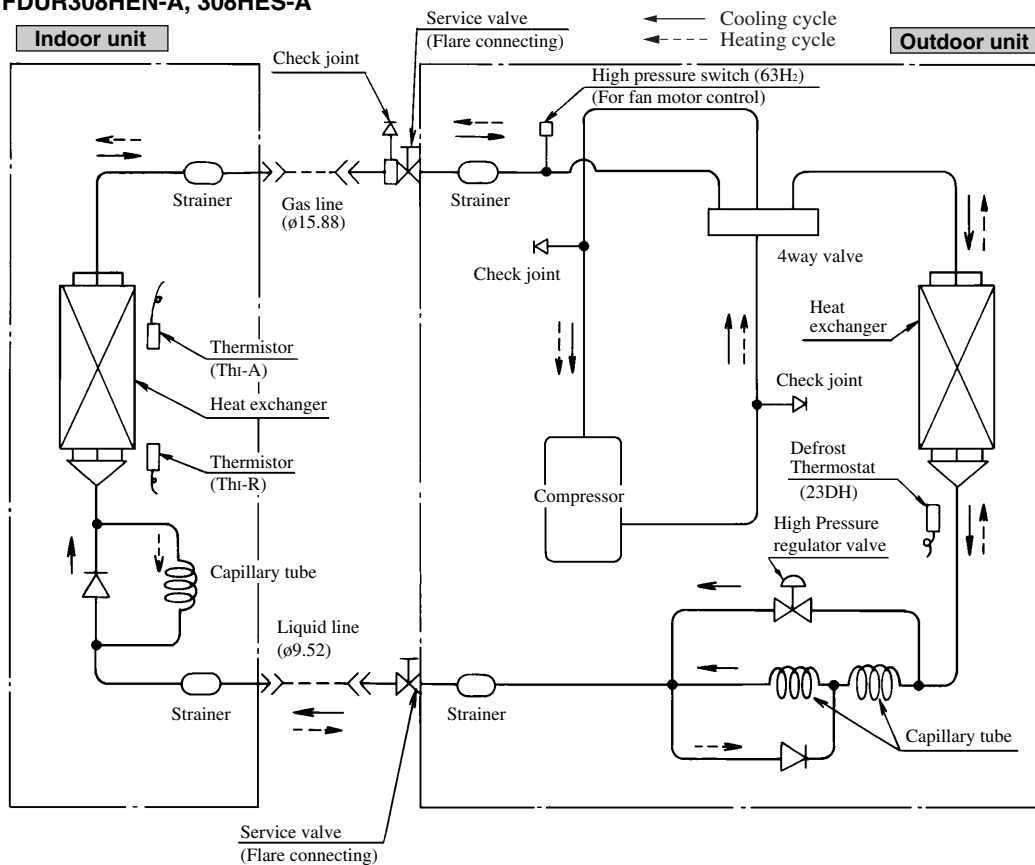 FDUR308HEN-A, 308HES-A
Indoor unit
Service valve
(Flare connecting)
Cooling cycle
Heating cycle
Outdoor unit
Check joint
High pressure switch (63H₂)
(For fan motor control)
Strainer
Gas line
(ø15.88)
Strainer
4way valve
Check joint
Thermistor
(ThI-A)
Heat exchanger
Heat
exchanger
Check joint
Thermistor
(ThI-R)
Compressor
Defrost
Thermostat
(23DH)
High Pressure
regulator valve
Capillary tube
Liquid line
(ø9.52)
Strainer
Strainer
Capillary tube
Service valve
(Flare connecting)